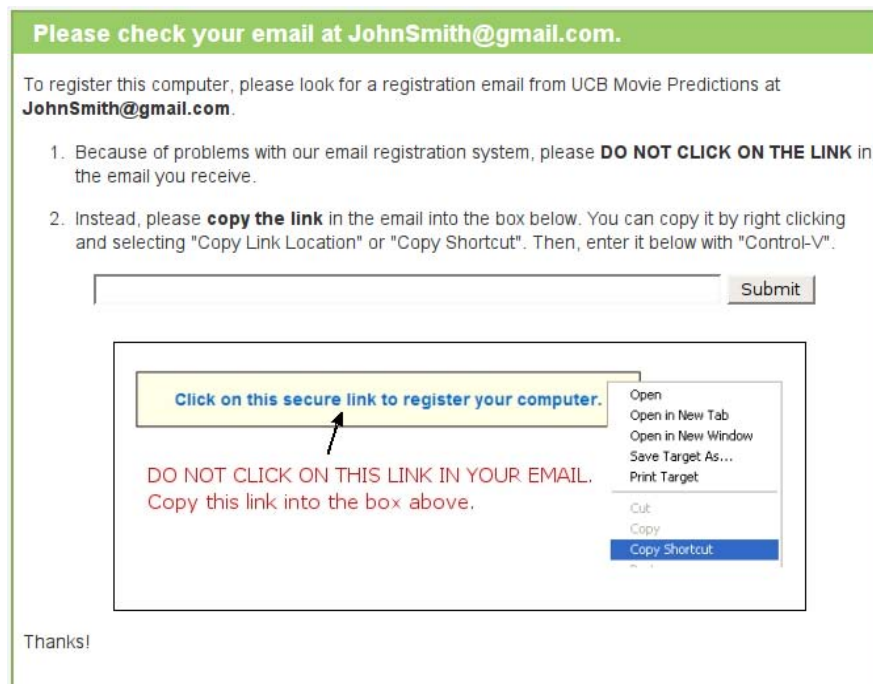 Please check your email at JohnSmith@gmail.com.
To register this computer, please look for a registration email from UCB Movie Predictions at
JohnSmith@gmail.com.
1. Because of problems with our email registration system, please DO NOT CLICK ON THE LINK in
the email you receive.
2. Instead, please copy the link in the email into the box below. You can copy it by right clicking
and selecting "Copy Link Location" or "Copy Shortcut". Then, enter it below with "Control-V".
Submit
Click on this secure link to register your computer.
DO NOT CLICK ON THIS LINK IN YOUR EMAIL.
Copy this link into the box above.
Open
Open in New Tab
Open in New Window
Save Target As...
Print Target
Cut
Copy
Copy Shortcut
Thanks!